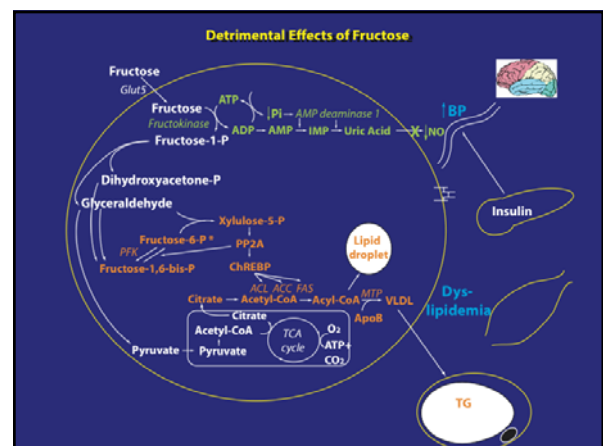 Detrimental Effects of Fructose
Fructose
Glut5
Fructose
Fructokinase
ATP
ADP → AMP → IMP → Uric Acid
↓Pi → AMP deaminase 1
X ↓NO
↑BP
Fructose-1-P
Dihydroxyacetone-P
Glyceraldehyde
Xylulose-5-P
Insulin
Fructose-6-P *
PP2A
PFK
Fructose-1,6-bis-P
ChREBP
Lipid
droplet
ACL ACC FAS
Citrate → Acetyl-CoA → Acyl-CoA
MTP
VLDL
ApoB
Dys-
lipidemia
Citrate
Acetyl-CoA
TCA
cycle
O2
ATP+
CO2
Pyruvate → Pyruvate
TG